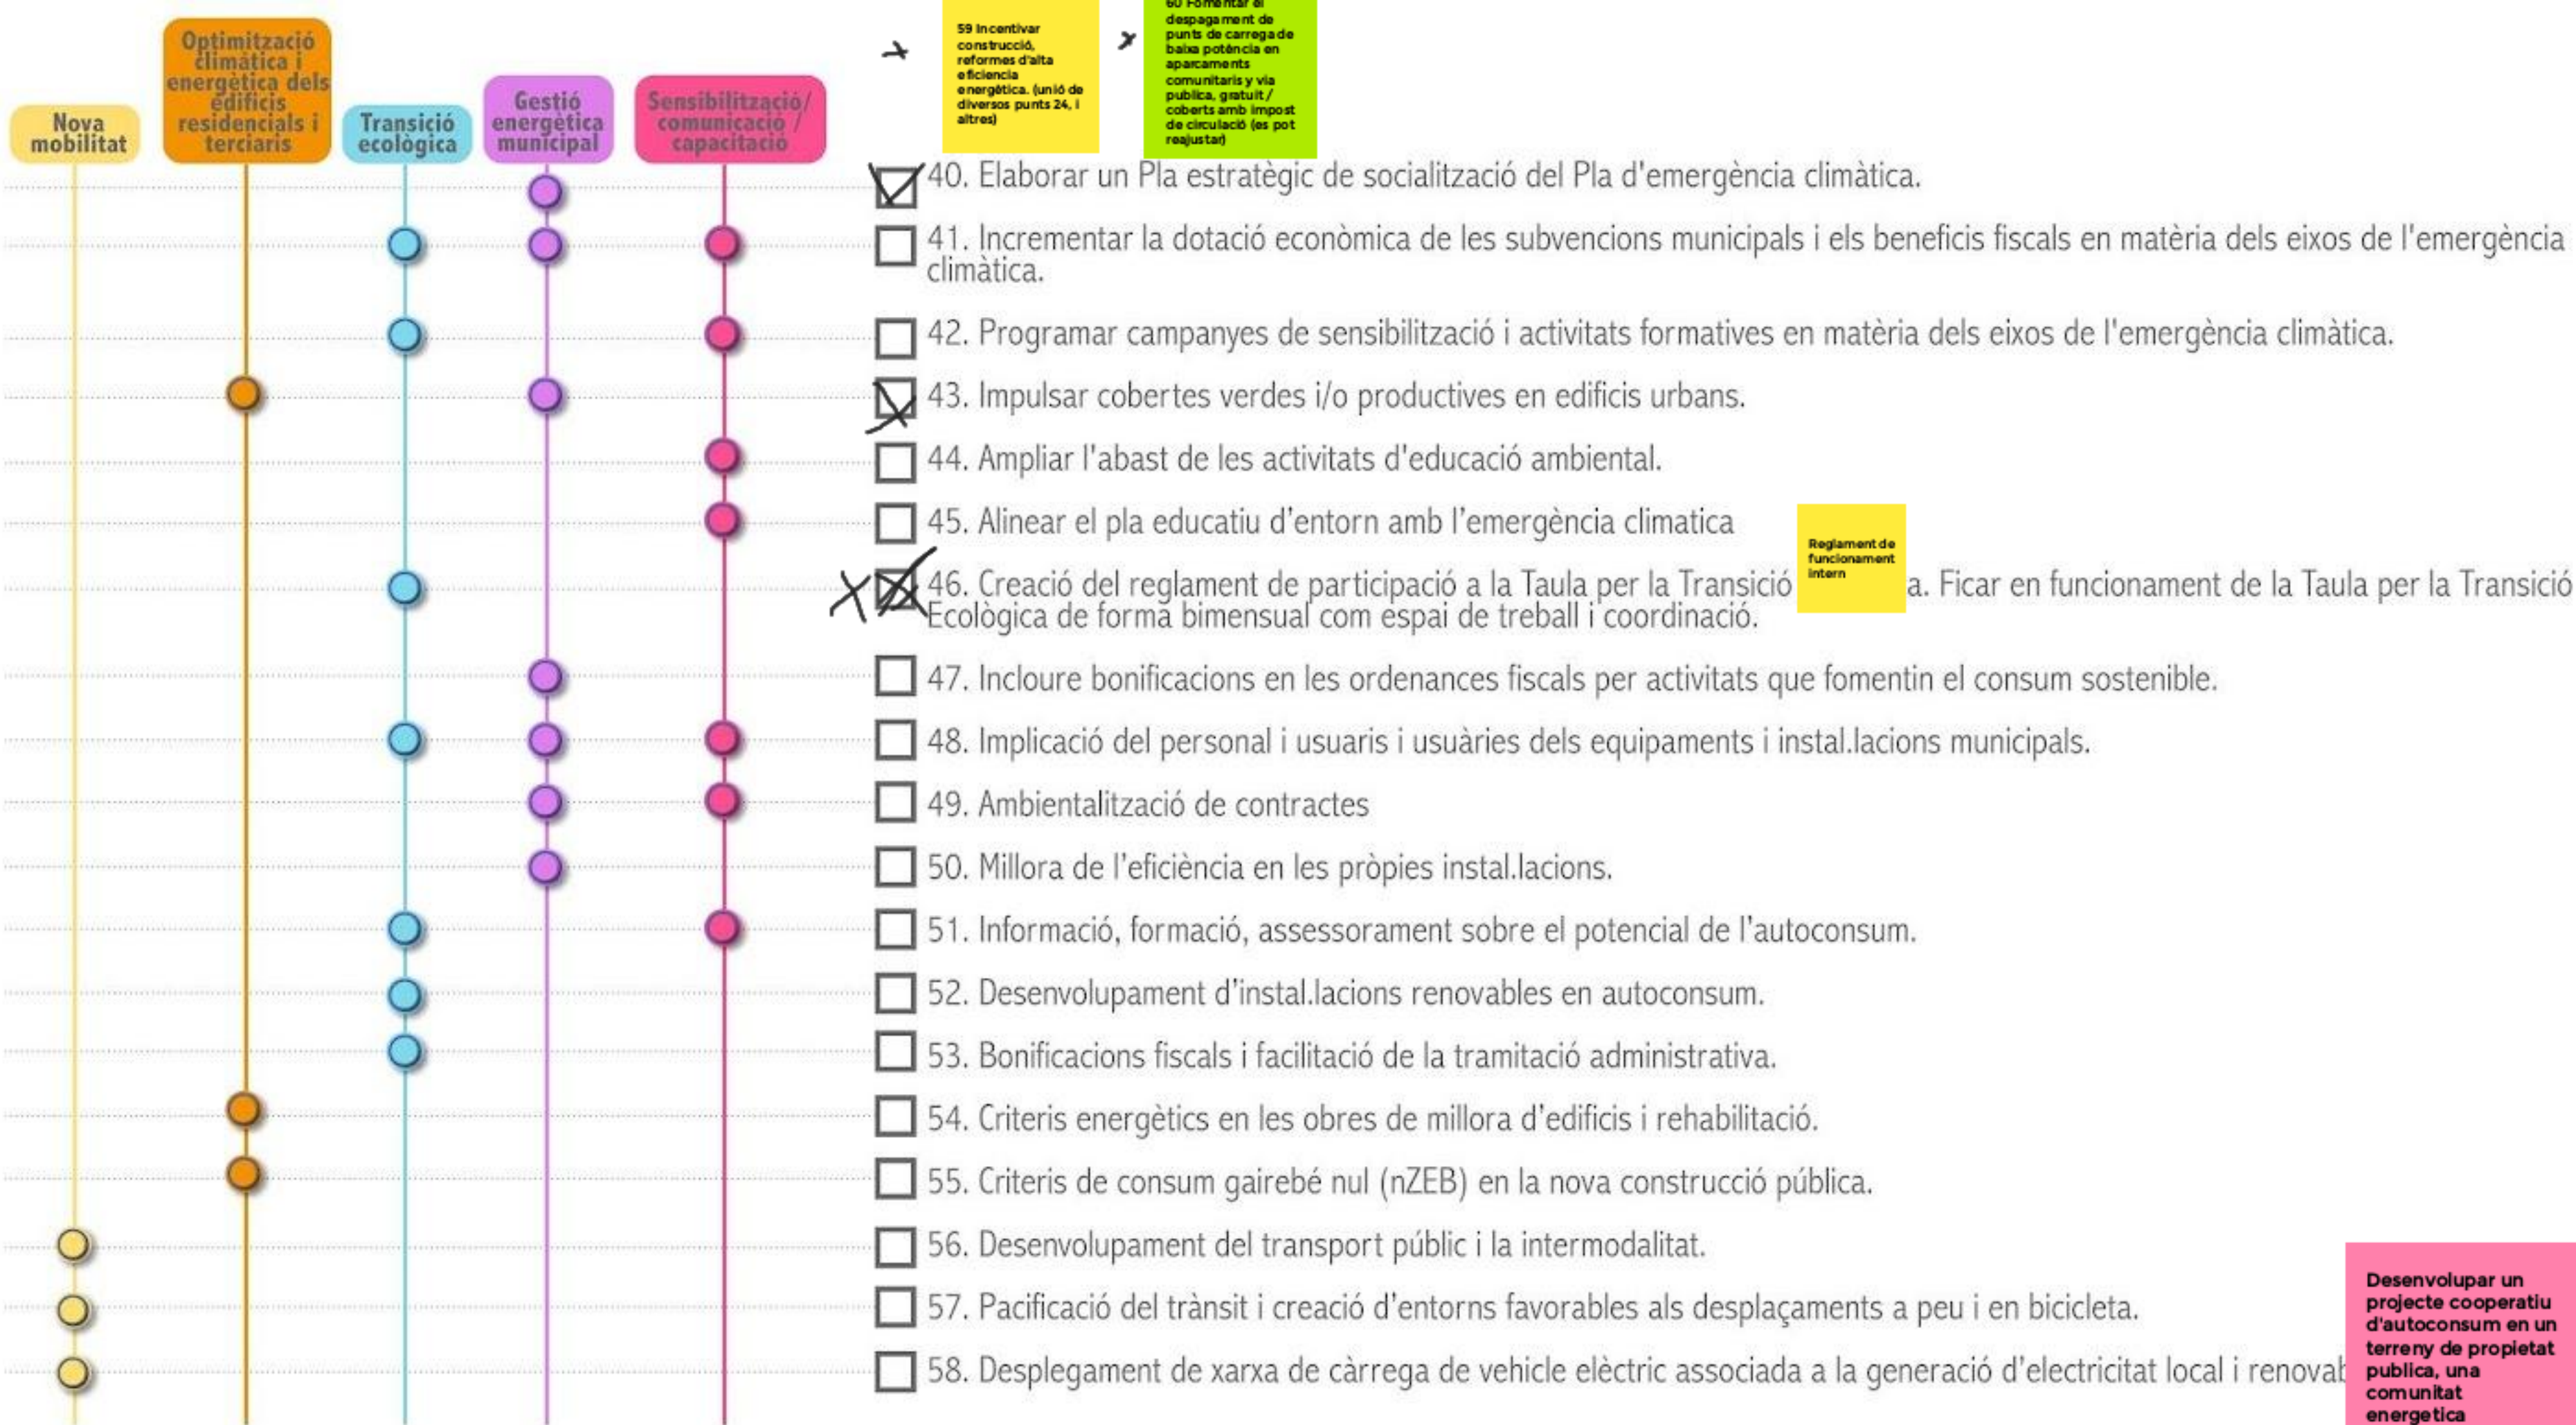 Nova
mobilitat
Optimització
climàtica i
energètica dels
edificis
residencials i
terciaris
Transició
ecològica
Gestió
energètica
municipal
Sensibilització/
comunicació /
capacitació
59 Incentivar
construcció,
reformes d'alta
eficiencia
energètica. (unió de
diversos punts 24, i
altres)
60 Fomentar el
despagament de
punts de carrega de
baixa potència en
aparcaments
comunitaris y via
publica, gratuit /
coberts amb impost
de circulació (es pot
reajustar)
40. Elaborar un Pla estratègic de socialització del Pla d'emergència climàtica.
41. Incrementar la dotació econòmica de les subvencions municipals i els beneficis fiscals en matèria dels eixos de l'emergència
climàtica.
42. Programar campanyes de sensibilització i activitats formatives en matèria dels eixos de l'emergència climàtica.
43. Impulsar cobertes verdes i/o productives en edificis urbans.
44. Ampliar l'abast de les activitats d'educació ambiental.
45. Alinear el pla educatiu d'entorn amb l'emergència climatica
Reglament de
funcionament
intern
46. Creació del reglament de participació a la Taula per la Transició a. Ficar en funcionament de la Taula per la Transició
Ecològica de forma bimensual com espai de treball i coordinació.
47. Incloure bonificacions en les ordenances fiscals per activitats que fomentin el consum sostenible.
48. Implicació del personal i usuaris i usuàries dels equipaments i instal.lacions municipals.
49. Ambientalització de contractes
50. Millora de l'eficiència en les pròpies instal.lacions.
51. Informació, formació, assessorament sobre el potencial de l'autoconsum.
52. Desenvolupament d'instal.lacions renovables en autoconsum.
53. Bonificacions fiscals i facilitació de la tramitació administrativa.
54. Criteris energètics en les obres de millora d'edificis i rehabilitació.
55. Criteris de consum gairebé nul (nZEB) en la nova construcció pública.
56. Desenvolupament del transport públic i la intermodalitat.
57. Pacificació del trànsit i creació d'entorns favorables als desplaçaments a peu i en bicicleta.
58. Desplegament de xarxa de càrrega de vehicle elèctric associada a la generació d'electricitat local i renovab
Desenvolupar un
projecte cooperatiu
d'autoconsum en un
terreny de propietat
publica, una
comunitat
energetica